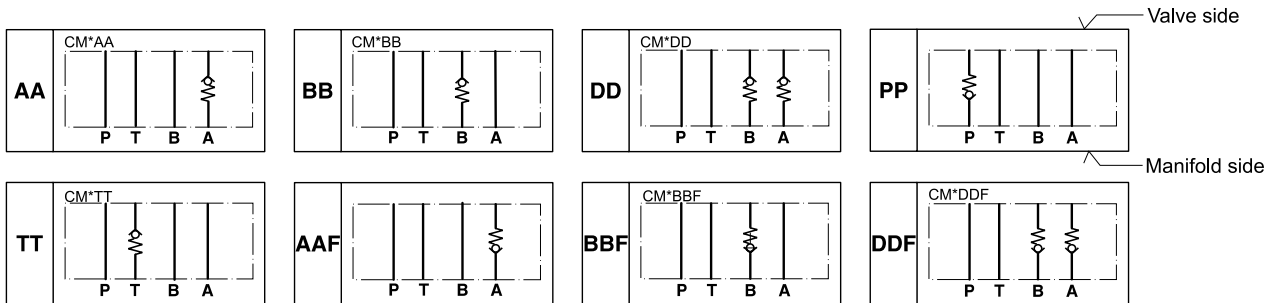 Valve side
CM*AA
AA
P T B A
CM*BB
BB
P T B A
CM*DD
DD
P T B A
PP
P T B A
Manifold side
CM*TT
TT
P T B A
AAF
P T B A
CM*BBF
BBF
P T B A
CM*DDF
DDF
P T B A